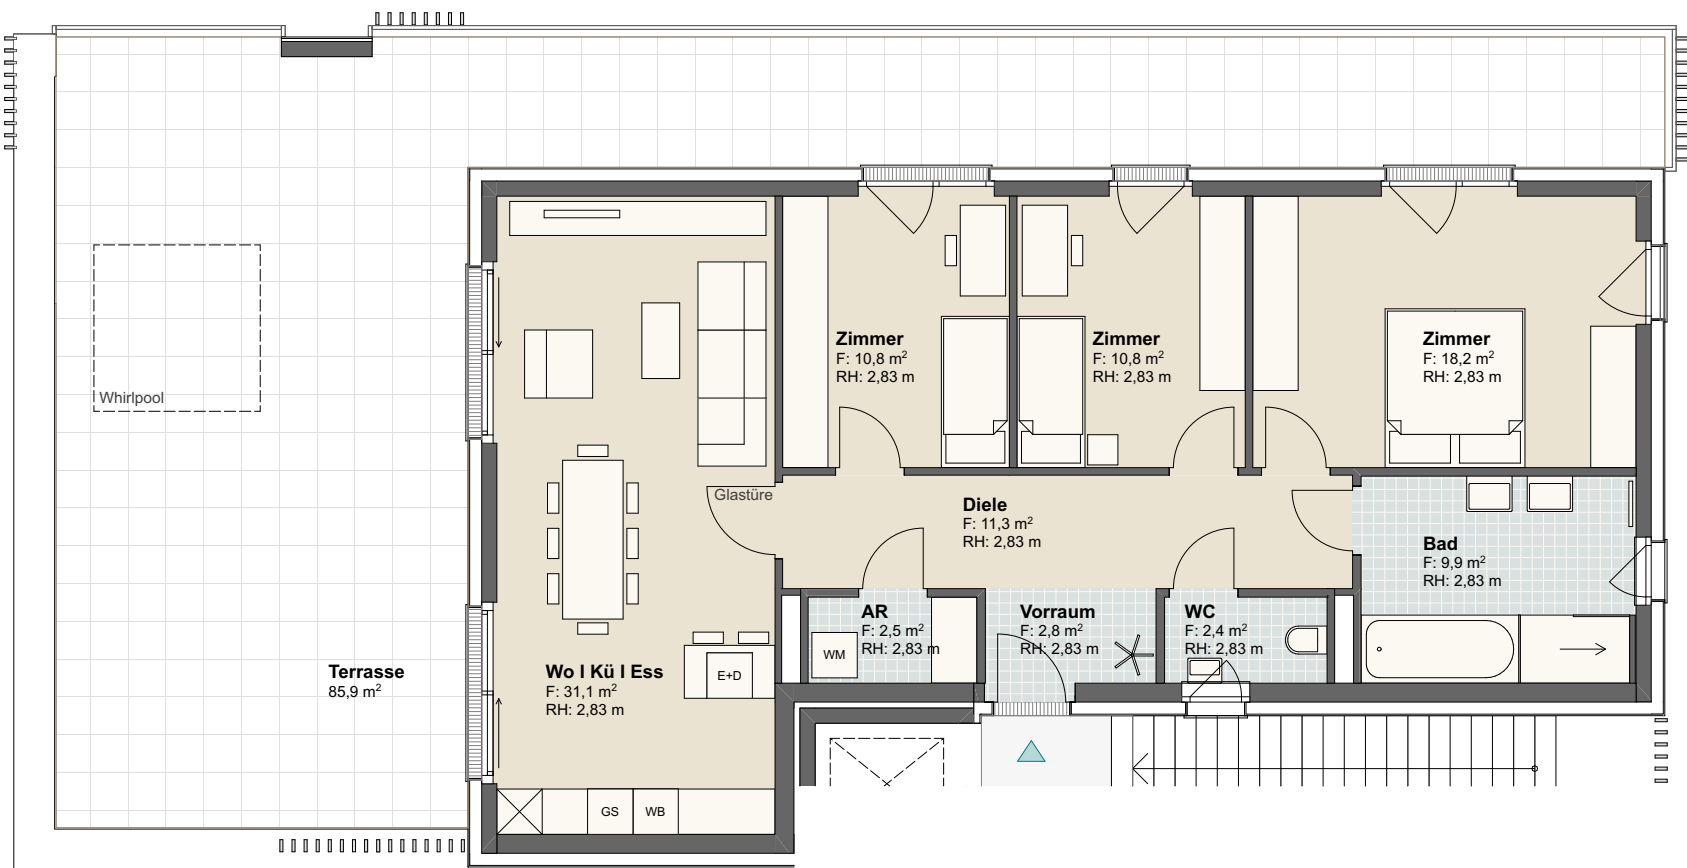 Zimmer
F: 10,8 m²
RH: 2,83 m
Zimmer
F: 10,8 m²
RH: 2,83 m
Zimmer
F: 18,2 m²
RH: 2,83 m
Whirlpool
Glastüre
Diele
F: 11,3 m²
RH: 2,83 m
Bad
F: 9,9 m²
RH: 2,83 m
AR
F: 2,5 m²
RH: 2,83 m
WM
Vorraum
F: 2,8 m²
RH: 2,83 m
WC
F: 2,4 m²
RH: 2,83 m
Terrasse
85,9 m²
Wo I Kü I Ess
F: 31,1 m²
RH: 2,83 m
E+D
GS
WB